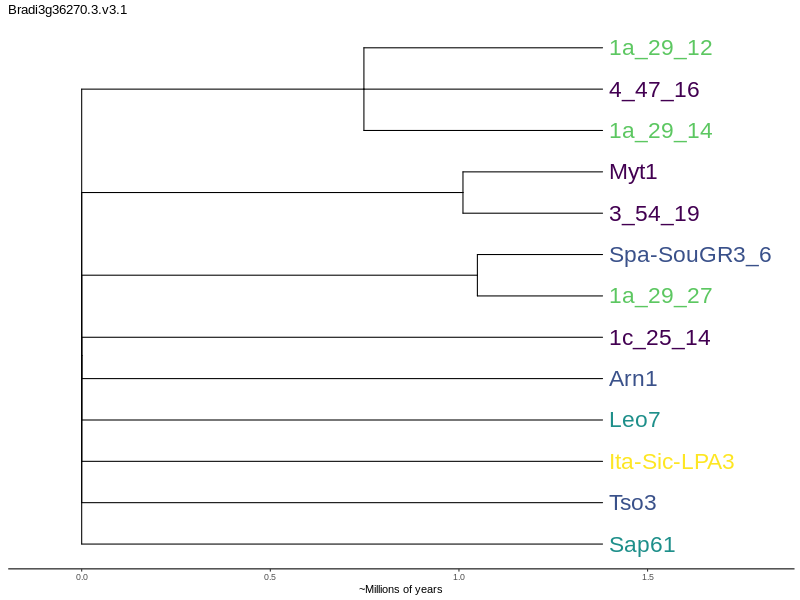 Bradi3g36270.3.v3.1
1a_29_12
4_47_16
1a_29_14
Myt1
3_54_19
Spa-SouGR3_6
1a_29_27
1c_25_14
Arn1
Leo7
Ita-Sic-LPA3
Tso3
Sap61
0.0 0.5 1.0 1.5
~Millions of years